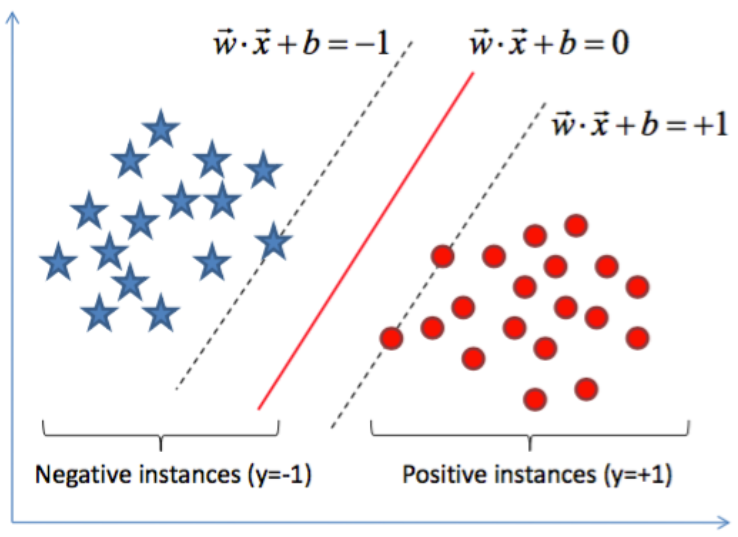 w⃗·x⃗+b=−1
w⃗·x⃗+b=0
w⃗·x⃗+b=+1
Negative instances (y=-1)
Positive instances (y=+1)